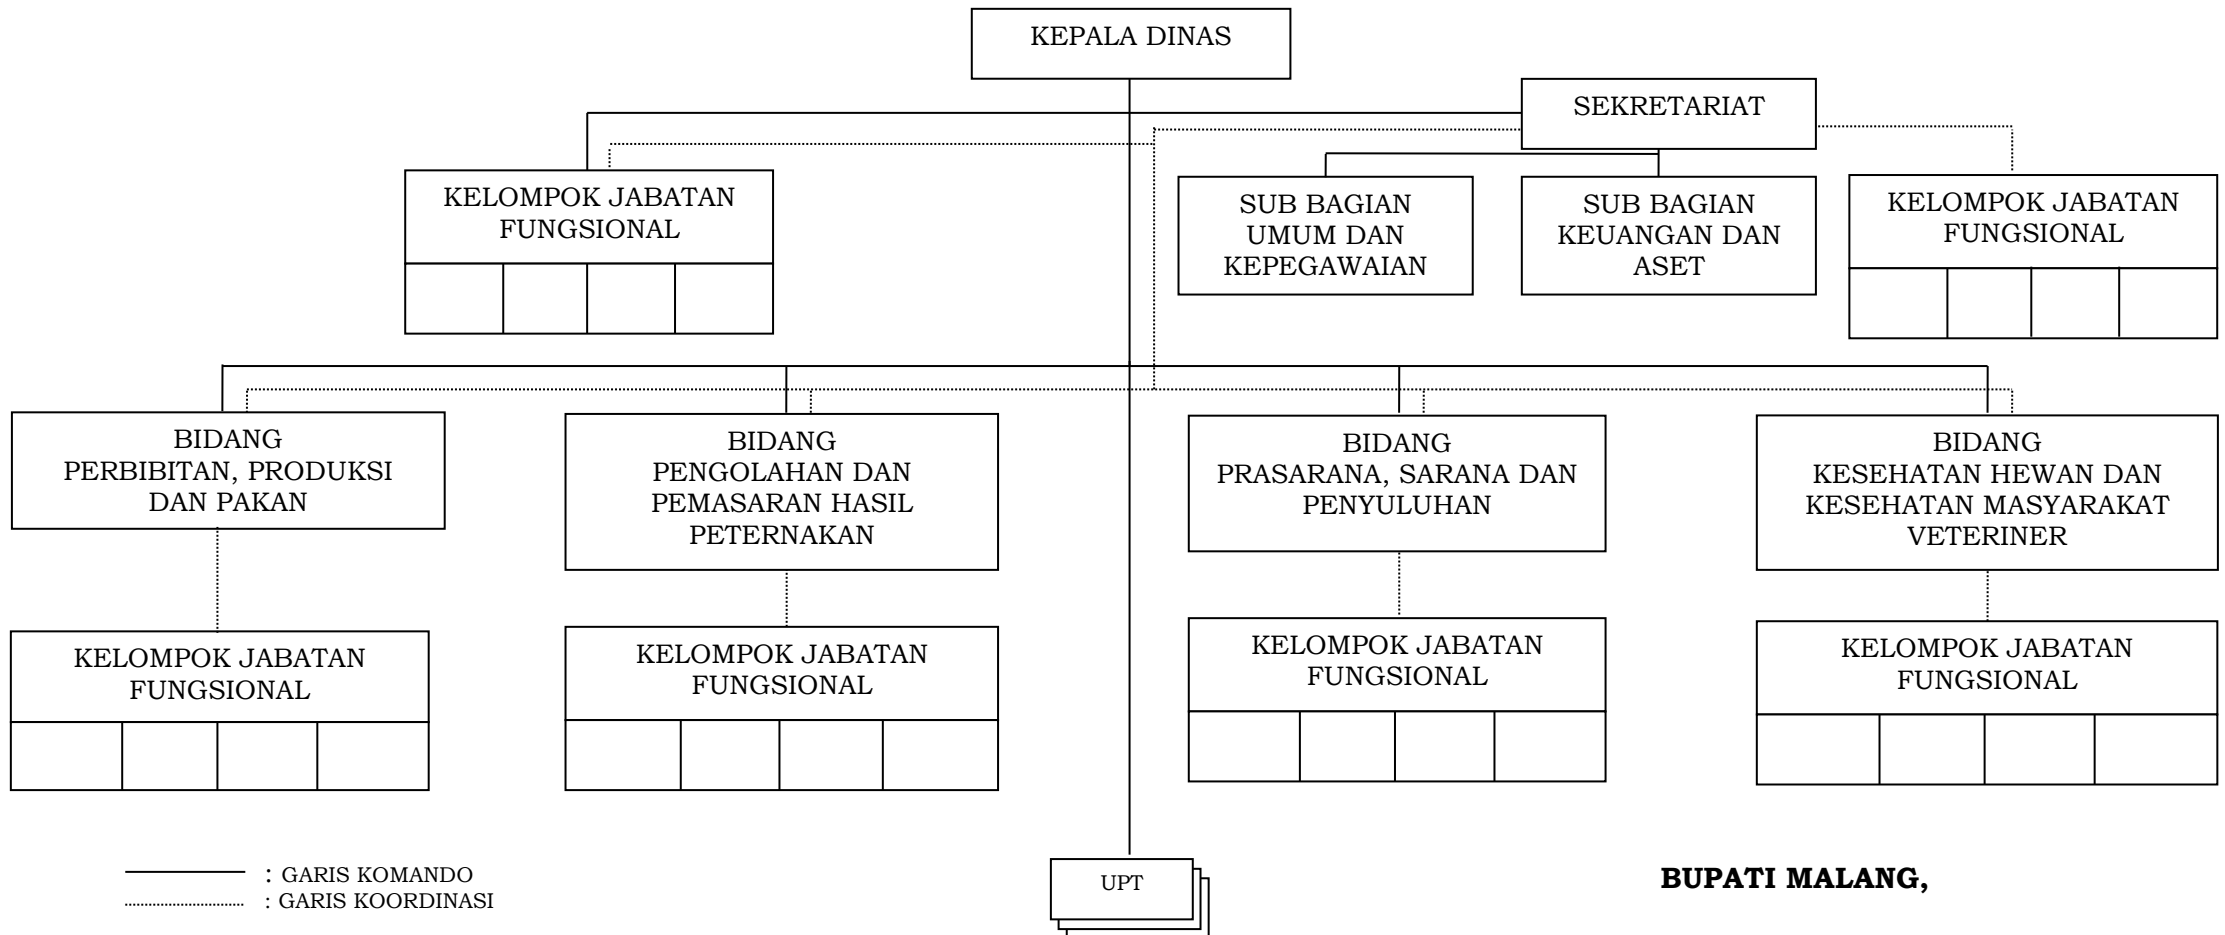 KEPALA DINAS
SEKRETARIAT
KELOMPOK JABATAN
FUNGSIONAL
SUB BAGIAN
UMUM DAN
KEPEGAWAIAN
SUB BAGIAN
KEUANGAN DAN
ASET
KELOMPOK JABATAN
FUNGSIONAL
BIDANG
PERBIBITAN, PRODUKSI
DAN PAKAN
BIDANG
PENGOLAHAN DAN
PEMASARAN HASIL
PETERNAKAN
BIDANG
PRASARANA, SARANA DAN
PENYULUHAN
BIDANG
KESEHATAN HEWAN DAN
KESEHATAN MASYARAKAT
VETERINER
KELOMPOK JABATAN
FUNGSIONAL
KELOMPOK JABATAN
FUNGSIONAL
KELOMPOK JABATAN
FUNGSIONAL
KELOMPOK JABATAN
FUNGSIONAL
: GARIS KOMANDO
: GARIS KOORDINASI
UPT
BUPATI MALANG,